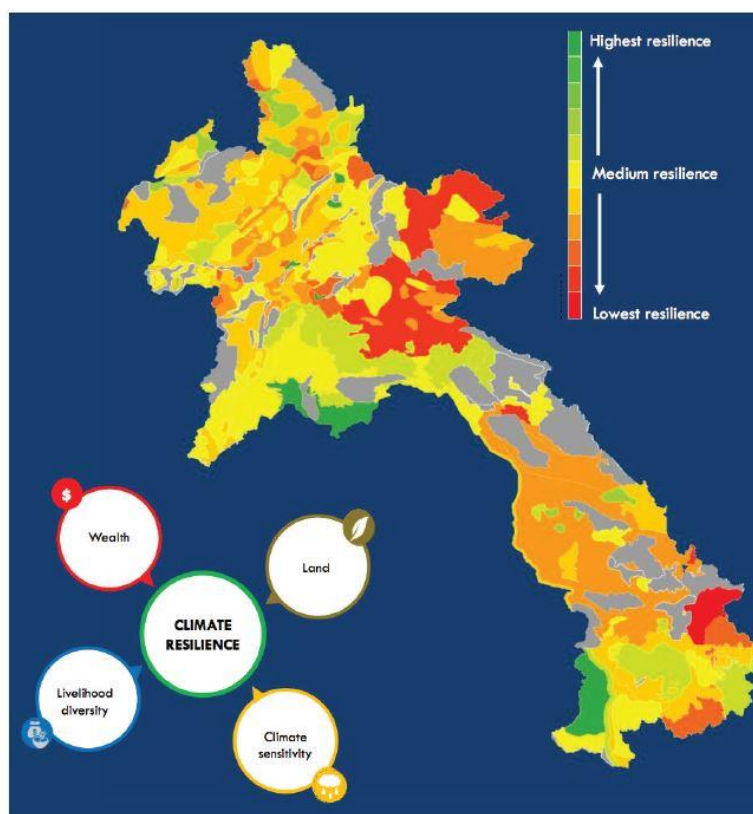 Highest resilience
Medium resilience
Lowest resilience
$
Wealth
Land
CLIMATE
RESILIENCE
Livelihood
diversity
Climate
sensitivity